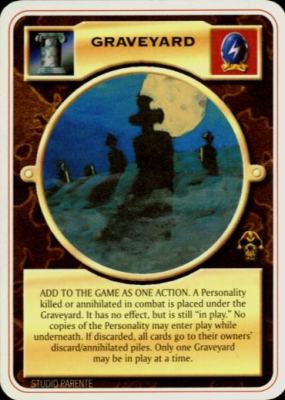 GRAVEYARD
ADD TO THE GAME AS ONE ACTION. A Personality
killed or annihilated in combat is placed under the
Graveyard. It has no effect, but is still "in play." No
copies of the Personality may enter play while
underneath. If discarded, all cards go to their owners'
discard/annihilated piles. Only one Graveyard
may be in play at a time.
STUDIO PARENTE